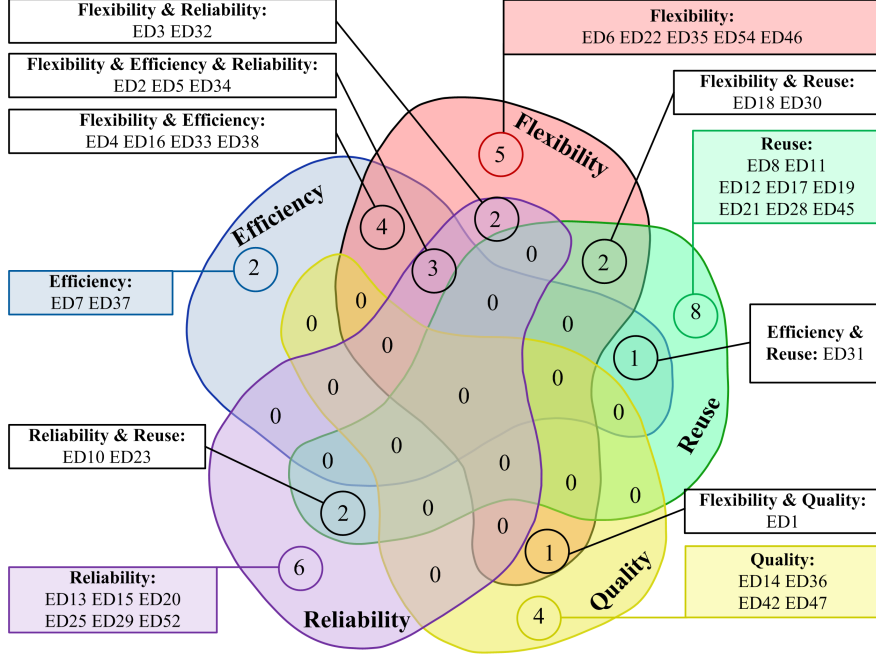 Flexibility & Reliability:
ED3 ED32
Flexibility & Efficiency & Reliability:
ED2 ED5 ED34
Flexibility & Efficiency:
ED4 ED16 ED33 ED38
Flexibility:
ED6 ED22 ED35 ED54 ED46
Flexibility & Reuse:
ED18 ED30
Reuse:
ED8 ED11
ED12 ED17 ED19
ED21 ED28 ED45
Efficiency:
ED7 ED37
Efficiency &
Reuse: ED31
Reliability & Reuse:
ED10 ED23
Flexibility & Quality:
ED1
Reliability:
ED13 ED15 ED20
ED25 ED29 ED52
Quality:
ED14 ED36
ED42 ED47
Flexibility
Efficiency
Reuse
Quality
Reliability
5
4
2
2
3
0
2
2
0
0
0
0
8
0
1
0
0
0
0
0
0
0
0
0
0
2
0
0
0
1
6
0
4